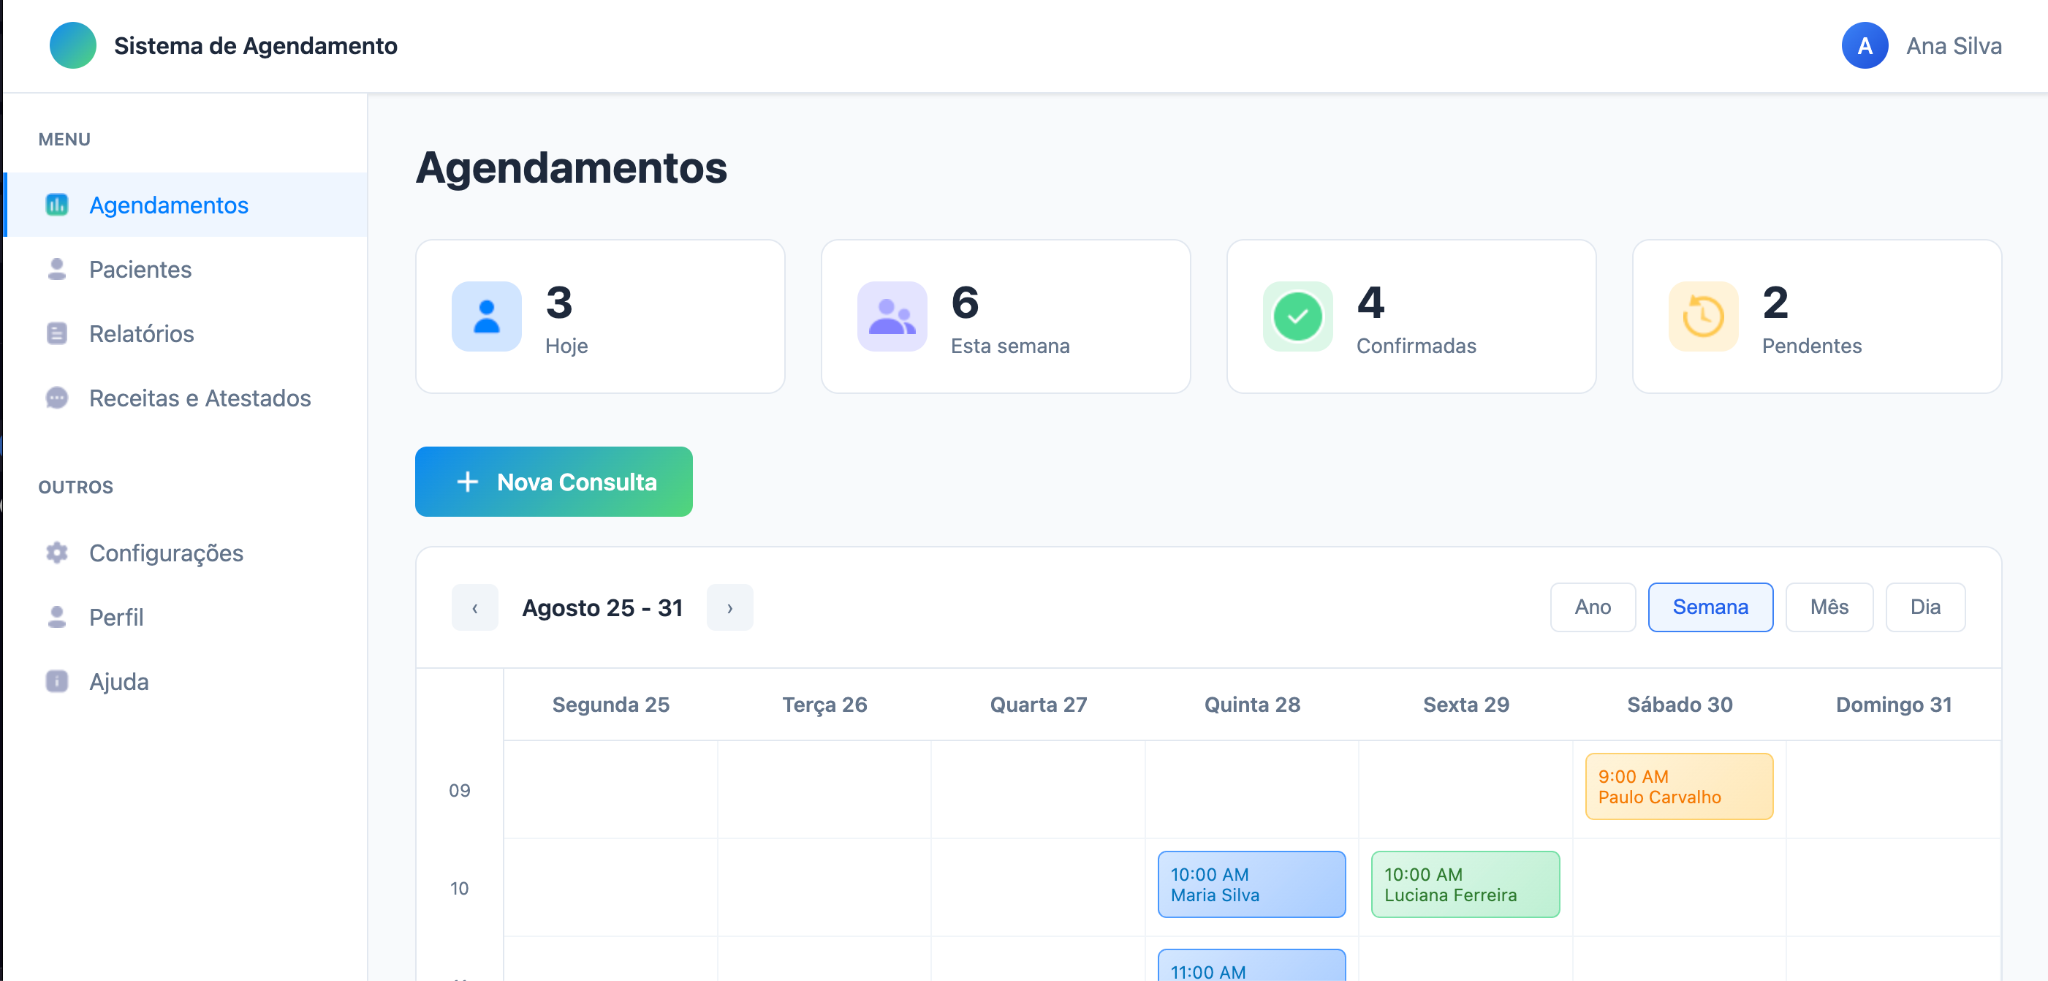 Sistema de Agendamento
A
Ana Silva
MENU
Agendamentos
Pacientes
Relatórios
Receitas e Atestados
OUTROS
Configurações
Perfil
Ajuda
Agendamentos
3
Hoje
6
Esta semana
4
Confirmadas
2
Pendentes
+ Nova Consulta
‹
Agosto 25 - 31
›
Ano
Semana
Mês
Dia
Segunda 25
Terça 26
Quarta 27
Quinta 28
Sexta 29
Sábado 30
Domingo 31
09
9:00 AM
Paulo Carvalho
10
10:00 AM
Maria Silva
10:00 AM
Luciana Ferreira
11:00 AM